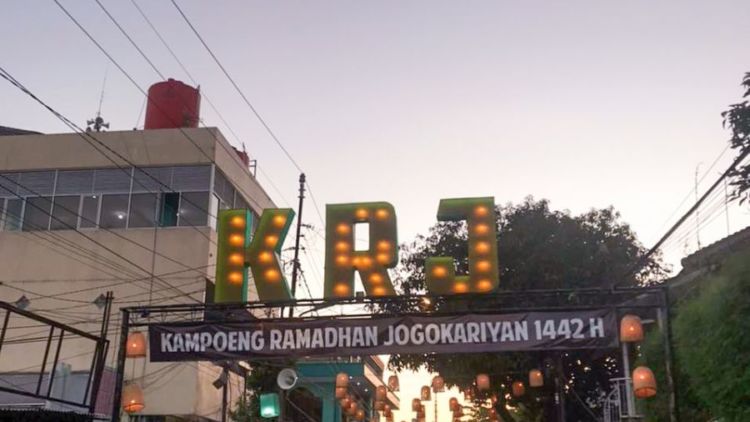 KRJ
KAMPOENG RAMADHAN JOGOKARIYAN 1442 H